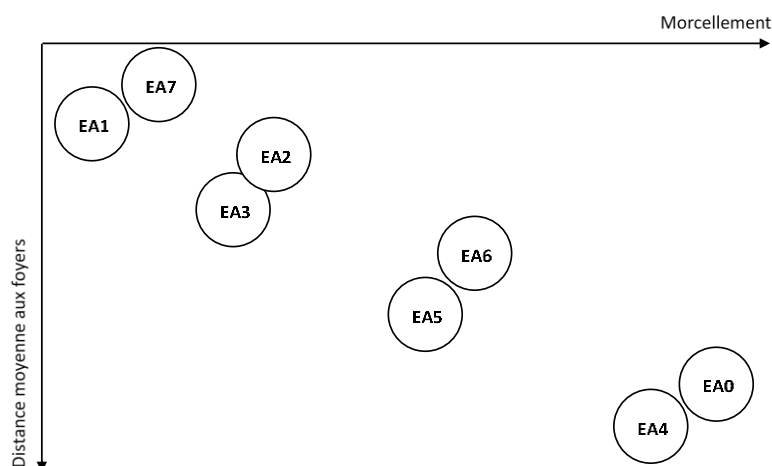 Morcellement
EA7
EA1
EA2
EA3
EA6
EA5
EA0
EA4
Distance moyenne aux foyers